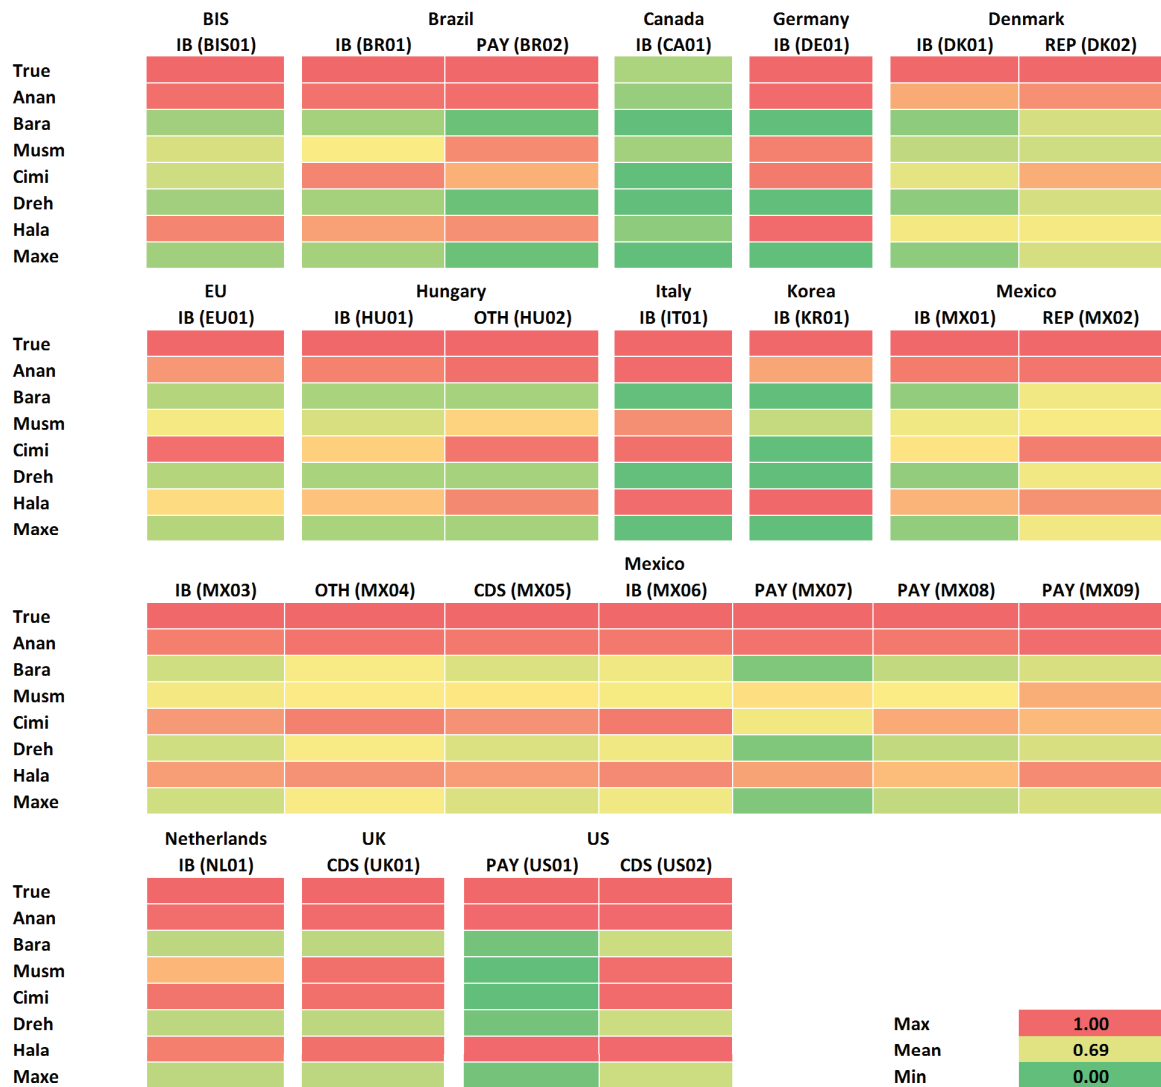 BIS Brazil Canada Germany Denmark
IB (BIS01) IB (BR01) PAY (BR02) IB (CA01) IB (DE01) IB (DK01) REP (DK02)
True
Anan
Bara
Musm
Cimi
Dreh
Hala
Maxe
EU Hungary Italy Korea Mexico
IB (EU01) IB (HU01) OTH (HU02) IB (IT01) IB (KR01) IB (MX01) REP (MX02)
True
Anan
Bara
Musm
Cimi
Dreh
Hala
Maxe
Mexico
IB (MX03) OTH (MX04) CDS (MX05) IB (MX06) PAY (MX07) PAY (MX08) PAY (MX09)
True
Anan
Bara
Musm
Cimi
Dreh
Hala
Maxe
Netherlands UK US
IB (NL01) CDS (UK01) PAY (US01) CDS (US02)
True
Anan
Bara
Musm
Cimi
Dreh Max 1.00
Hala Mean 0.69
Maxe Min 0.00